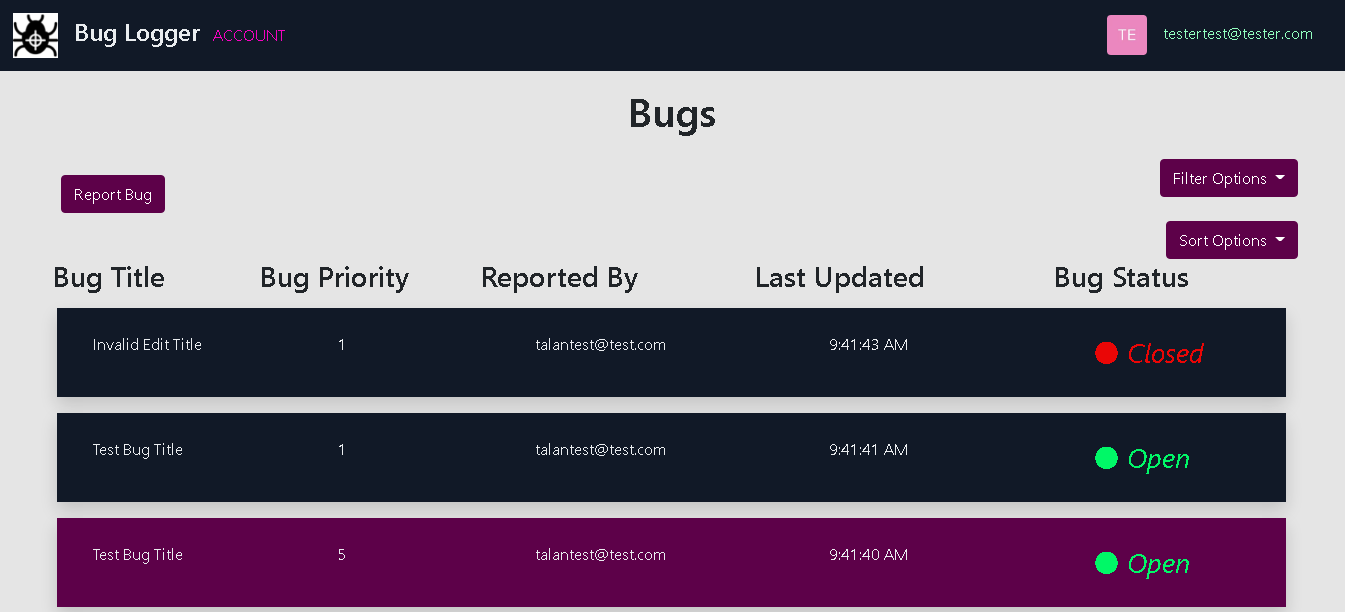 Bug Logger ACCOUNT TE testertest@tester.com
Bugs
Report Bug
Filter Options
Sort Options
Bug Title Bug Priority Reported By Last Updated Bug Status
Invalid Edit Title 1 talantest@test.com 9:41:43 AM Closed
Test Bug Title 1 talantest@test.com 9:41:41 AM Open
Test Bug Title 5 talantest@test.com 9:41:40 AM Open